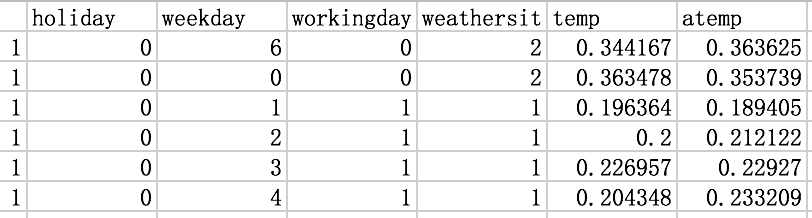 holiday weekday workingday weathersit temp atemp
1 0 6 0 2 0.344167 0.363625
1 0 0 0 2 0.363478 0.353739
1 0 1 1 1 0.196364 0.189405
1 0 2 1 1 0.2 0.212122
1 0 3 1 1 0.226957 0.22927
1 0 4 1 1 0.204348 0.233209